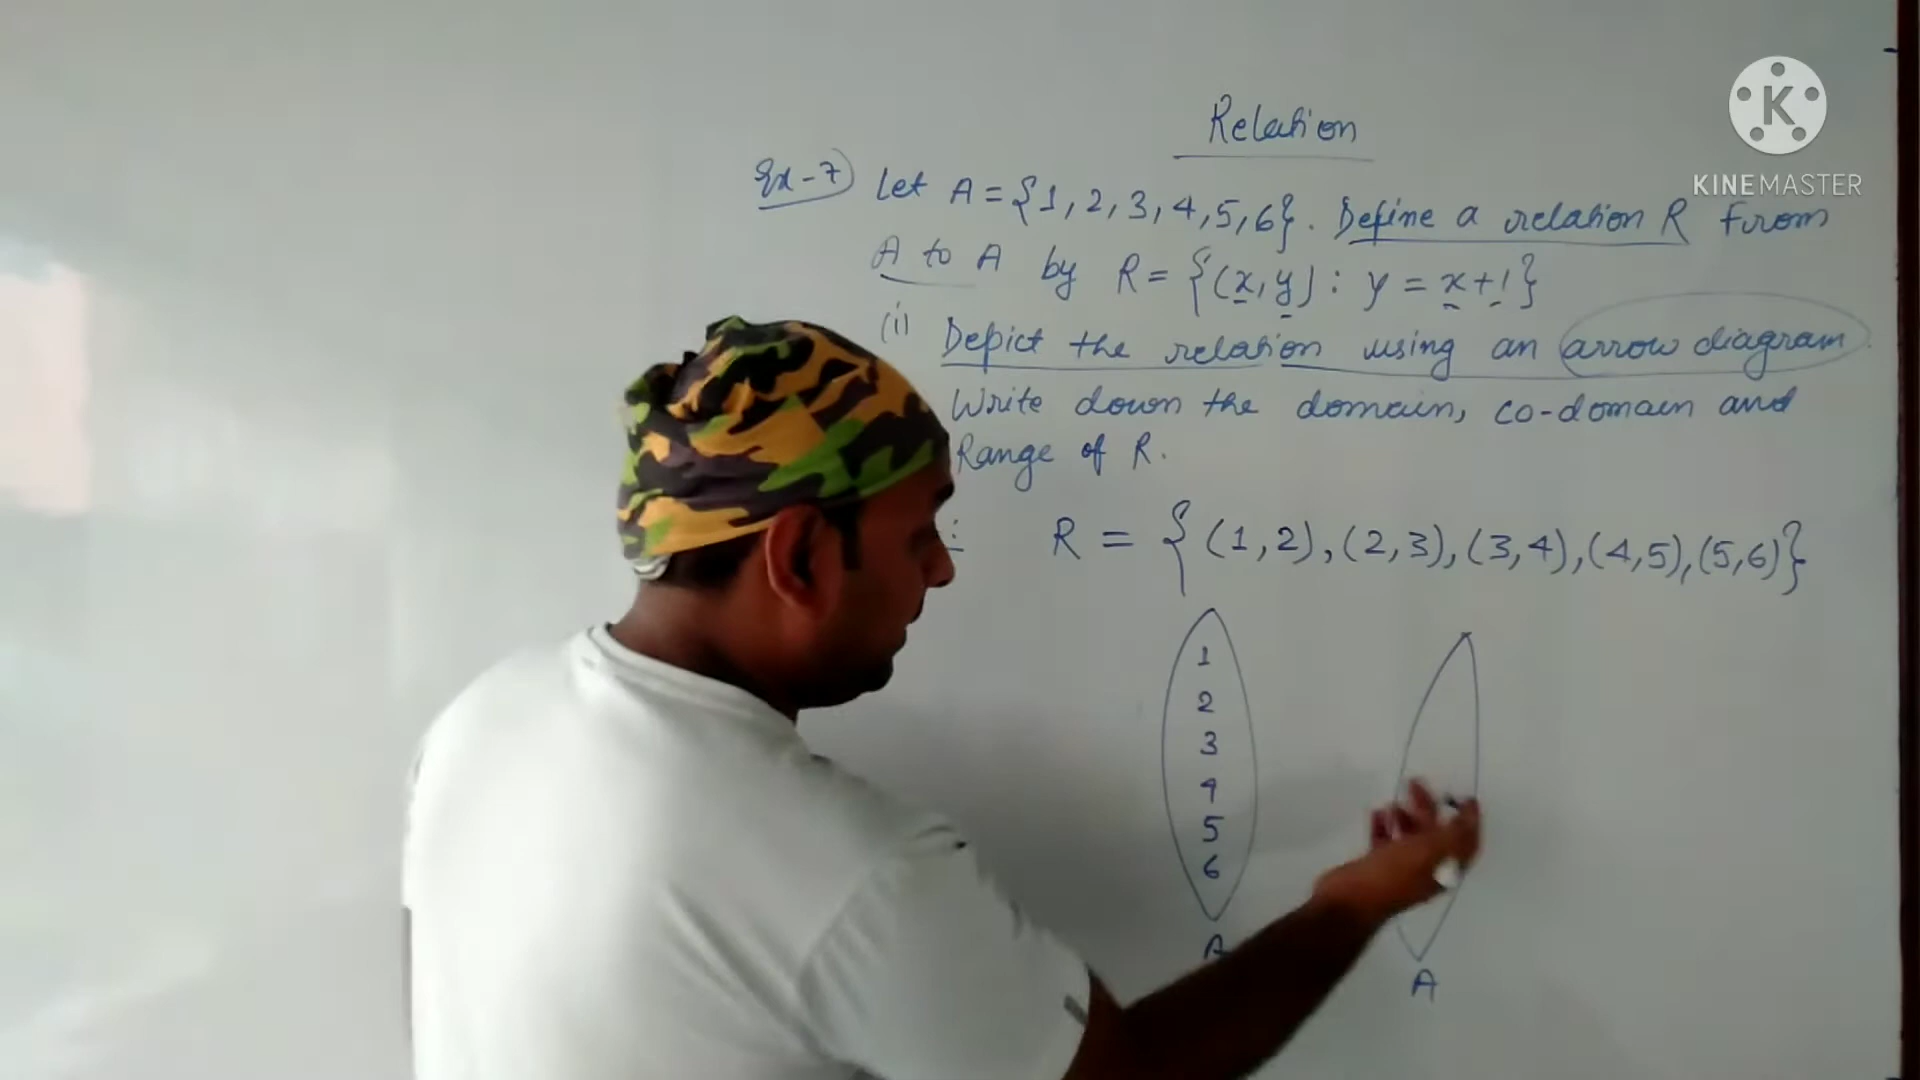 Relation
KINEMASTER
Ex-7) Let A = {1, 2, 3, 4, 5, 6}. Define a relation R from
A to A by R = {(x, y) : y = x + 1}
(i) Depict the relation using an arrow diagram.
Write down the domain, co-domain and
Range of R.
: R = {(1,2), (2,3), (3,4), (4,5), (5,6)}
1
2
3
4
5
6
A
A